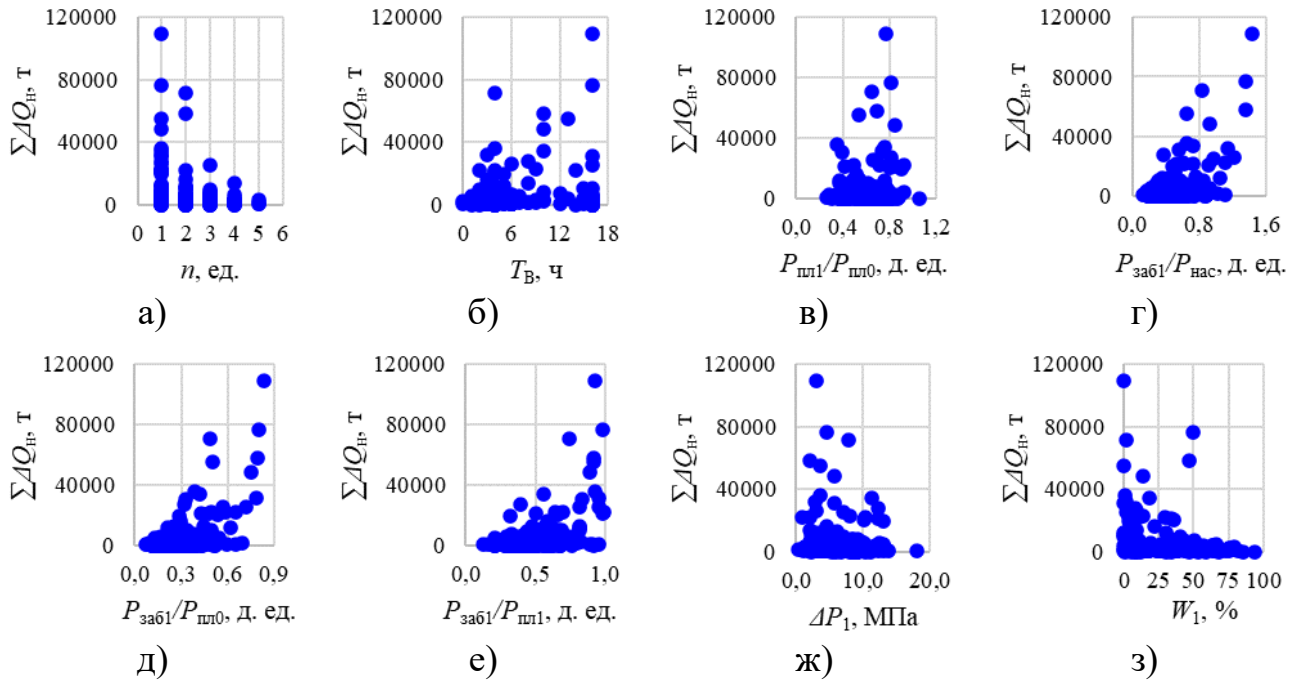 ∑ΔQн, т
120000
80000
40000
0
0 1 2 3 4 5 6
n, ед.
а)
∑ΔQн, т
120000
80000
40000
0
0 6 12 18
TВ, ч
б)
∑ΔQн, т
120000
80000
40000
0
0,0 0,4 0,8 1,2
Pпл1/Pпл0, д. ед.
в)
∑ΔQн, т
120000
80000
40000
0
0,0 0,8 1,6
Pзаб1/Pнас, д. ед.
г)
∑ΔQн, т
120000
80000
40000
0
0,0 0,3 0,6 0,9
Pзаб1/Pпл0, д. ед.
д)
∑ΔQн, т
120000
80000
40000
0
0,0 0,5 1,0
Pзаб1/Pпл1, д. ед.
е)
∑ΔQн, т
120000
80000
40000
0
0,0 10,0 20,0
ΔP1, МПа
ж)
∑ΔQн, т
120000
80000
40000
0
0 25 50 75 100
W1, %
з)